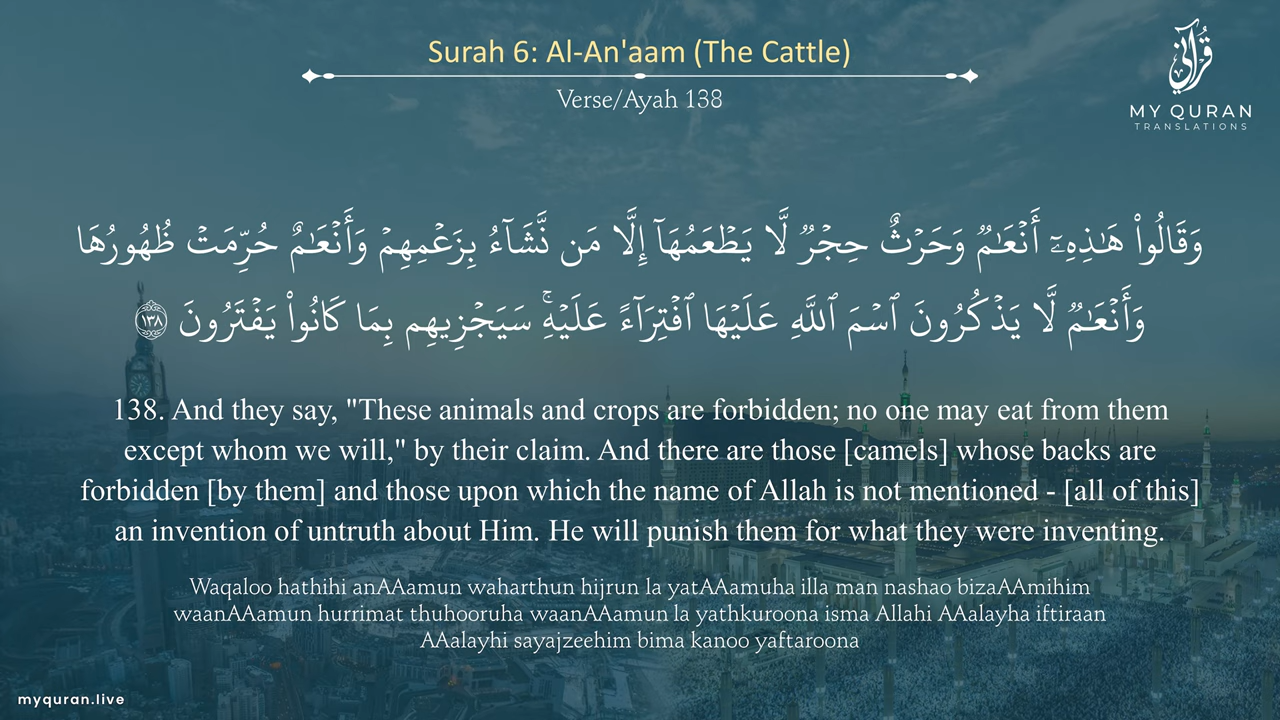 Surah 6: Al-An'aam (The Cattle)
Verse/Ayah 138
قرآني
MY QURAN
TRANSLATIONS
وَقَالُوا۟ هَـٰذِهِۦٓ أَنْعَـٰمٌ وَحَرْثٌ حِجْرٌ لَّا يَطْعَمُهَآ إِلَّا مَن نَّشَآءُ بِزَعْمِهِمْ وَأَنْعَـٰمٌ حُرِّمَتْ ظُهُورُهَا
وَأَنْعَـٰمٌ لَّا يَذْكُرُونَ ٱسْمَ ٱللَّهِ عَلَيْهَا ٱفْتِرَآءً عَلَيْهِ ۚ سَيَجْزِيهِم بِمَا كَانُوا۟ يَفْتَرُونَ ١٣٨
138. And they say, "These animals and crops are forbidden; no one may eat from them
except whom we will," by their claim. And there are those [camels] whose backs are
forbidden [by them] and those upon which the name of Allah is not mentioned - [all of this]
an invention of untruth about Him. He will punish them for what they were inventing.
Waqaloo hathihi anAAamun waharthun hijrun la yatAAamuha illa man nashao bizaAAmihim
waanAAamun hurrimat thuhooruha waanAAamun la yathkuroona isma Allahi AAalayha iftiraan
AAalayhi sayajzeehim bima kanoo yaftaroona
myquran.live